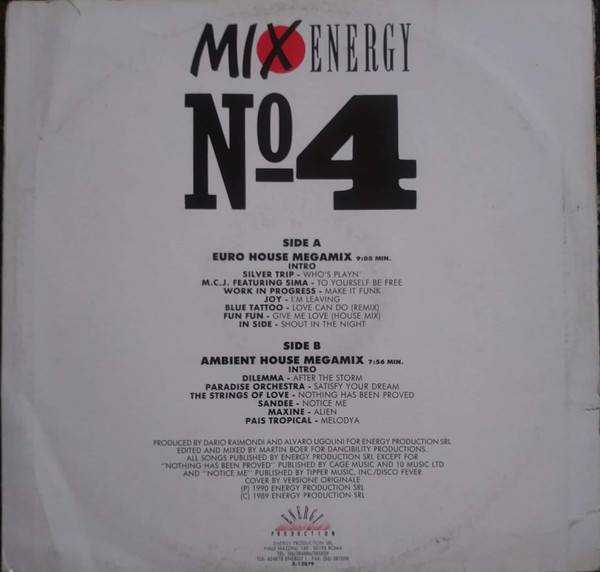 MIX ENERGY
Nº4
SIDE A
EURO HOUSE MEGAMIX 9:05 MIN.
INTRO
SILVER TRIP - WHO'S PLAYN'
M.C.J. FEATURING SIMA - TO YOURSELF BE FREE
WORK IN PROGRESS - MAKE IT FUNK
JOY - I'M LEAVING
BLUE TATTOO - LOVE CAN DO (REMIX)
FUN FUN - GIVE ME LOVE (HOUSE MIX)
IN SIDE - SHOUT IN THE NIGHT
SIDE B
AMBIENT HOUSE MEGAMIX 7:56 MIN.
INTRO
DILEMMA - AFTER THE STORM
PARADISE ORCHESTRA - SATISFY YOUR DREAM
THE STRINGS OF LOVE - NOTHING HAS BEEN PROVED
SANDEE - NOTICE ME
MAXINE - ALIEN
PAIS TROPICAL - MELODYA
PRODUCED BY DARIO RAIMONDI AND ALVARO UGOLINI FOR ENERGY PRODUCTION SRL
EDITED AND MIXED BY MARTIN BOER FOR DANCIBILITY PRODUCTIONS.
ALL SONGS PUBLISHED BY ENERGY PRODUCTION SRL EXCEPT FOR
"NOTHING HAS BEEN PROVED" PUBLISHED BY CAGE MUSIC AND 10 MUSIC LTD
AND "NOTICE ME" PUBLISHED BY TIPPER MUSIC, INC./DISCO FEVER
COVER BY VERSIONE ORIGINALE
(P) 1990 ENERGY PRODUCTION SRL
(C) 1989 ENERGY PRODUCTION SRL
ENERGY
PRODUCTION
ENERGY PRODUCTION SRL
ROMA